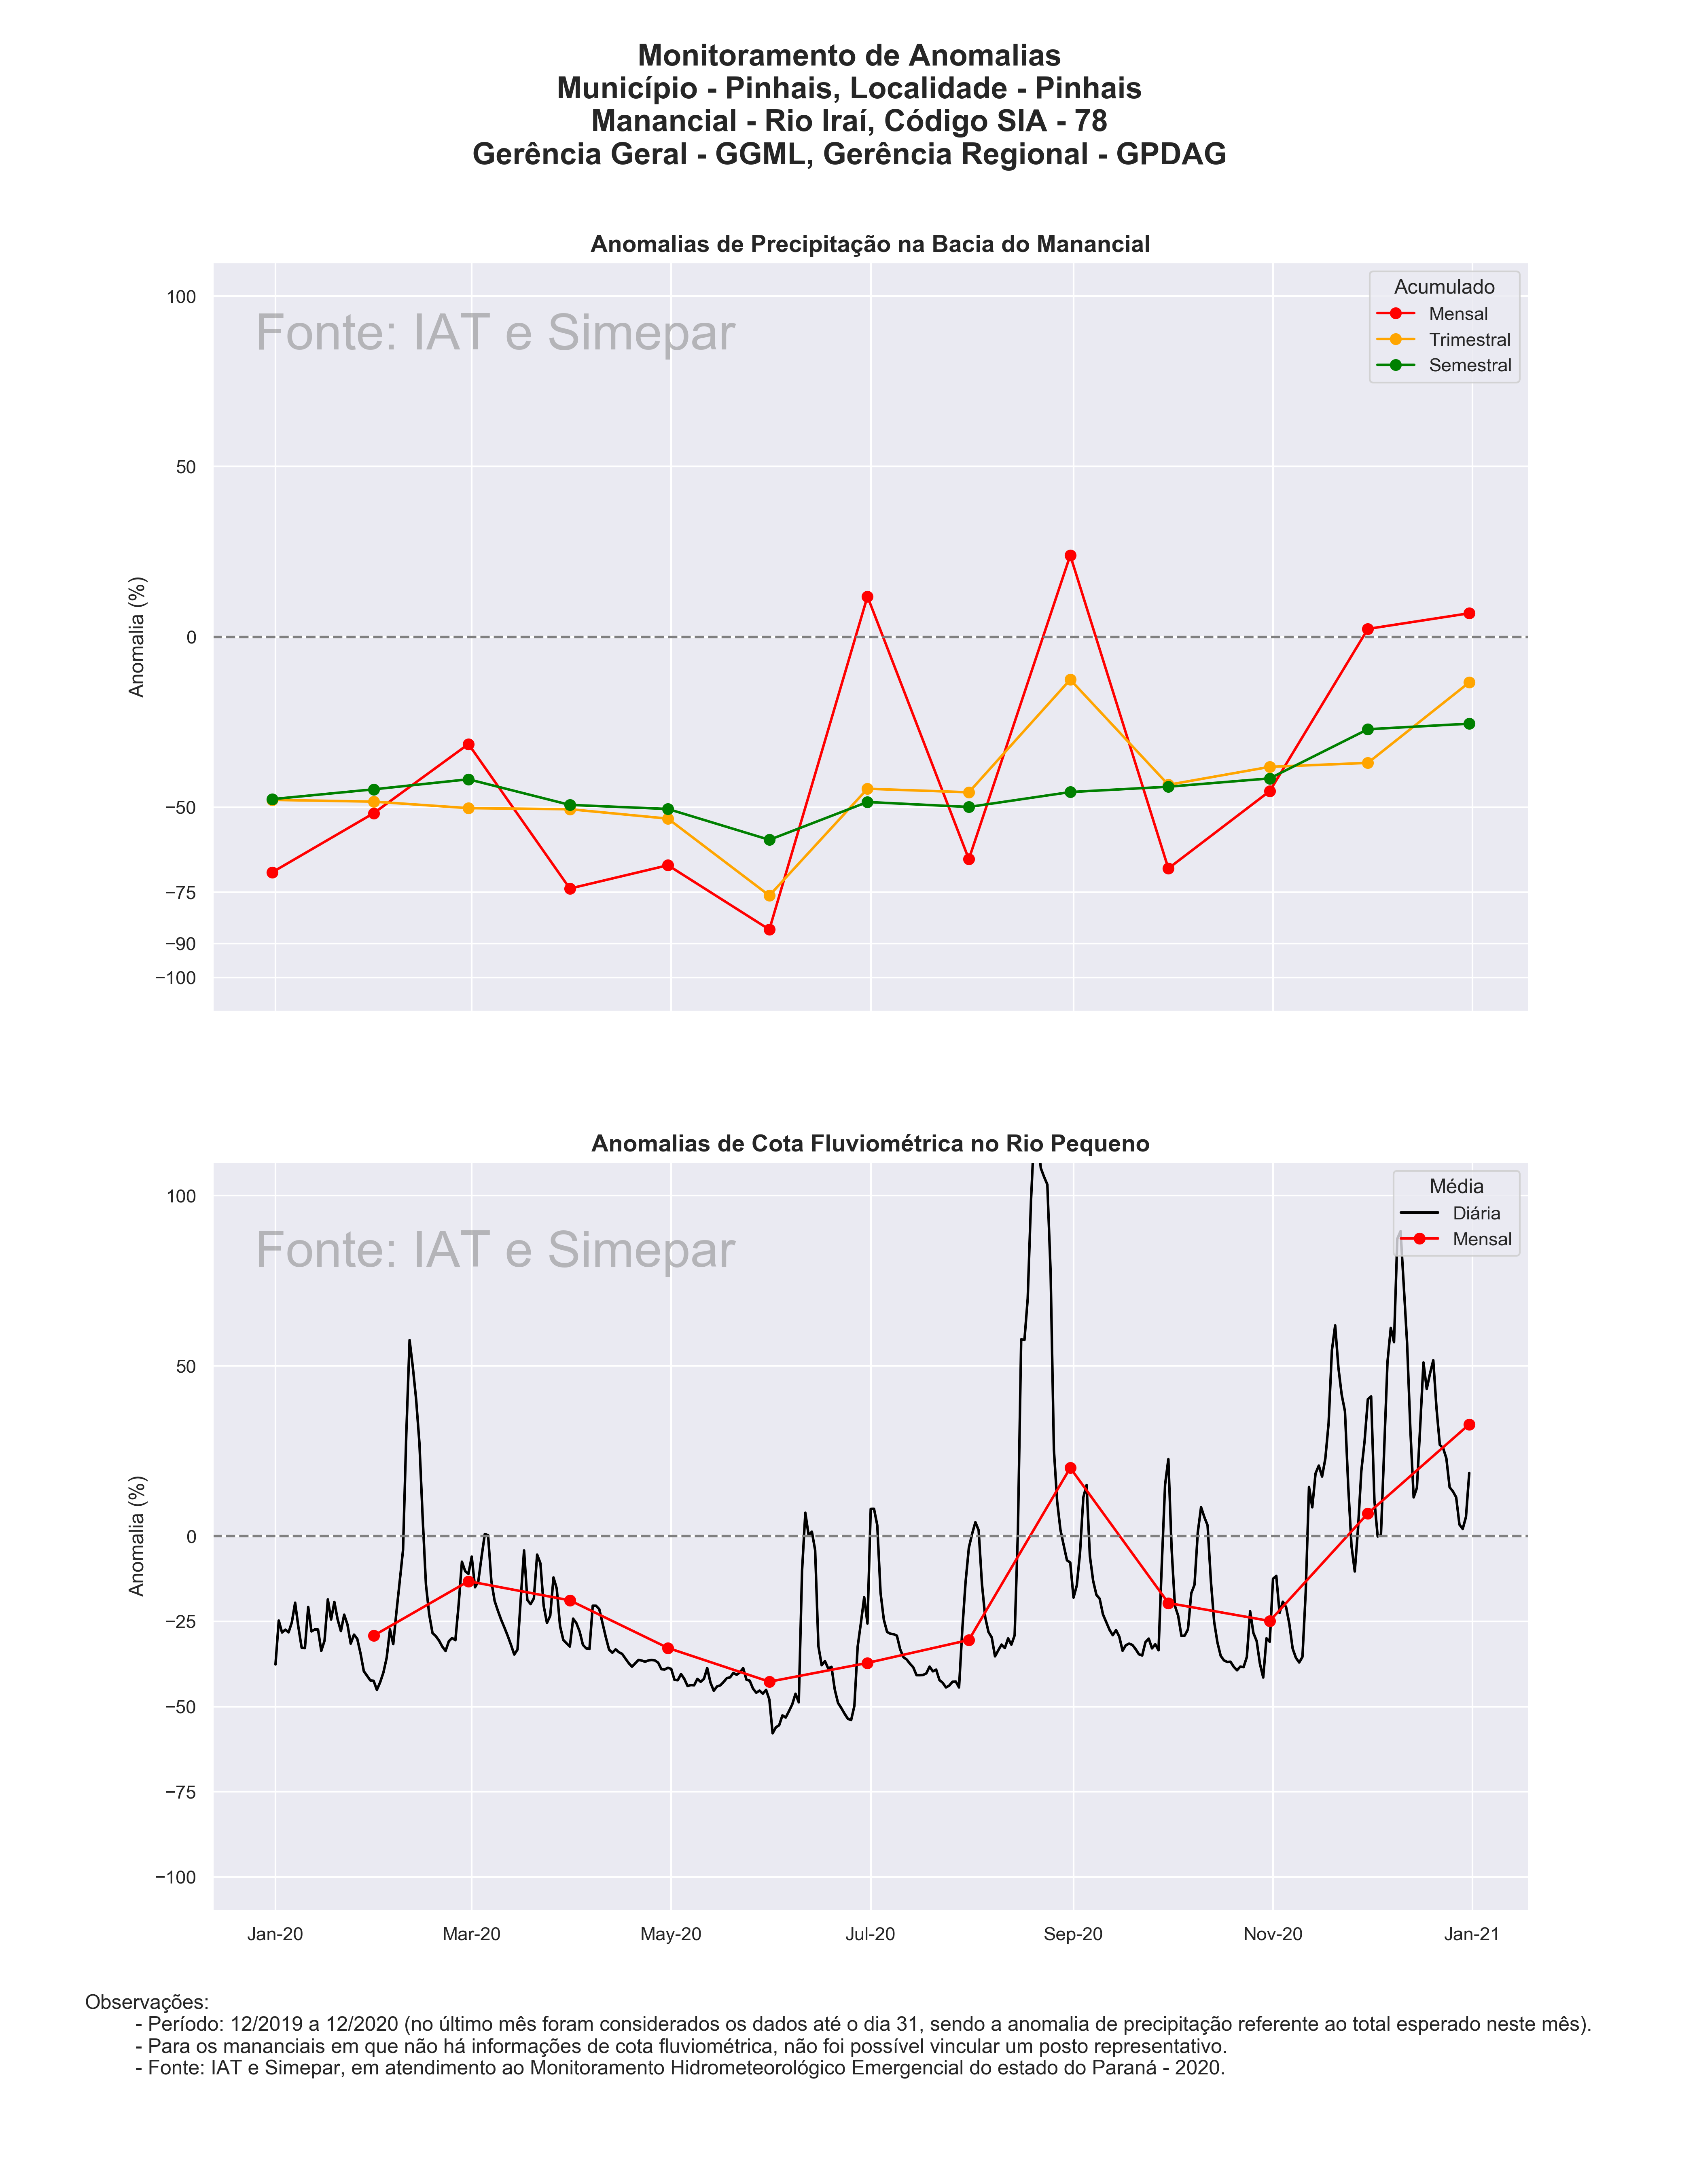 Monitoramento de Anomalias
Município - Pinhais, Localidade - Pinhais
Manancial - Rio Iraí, Código SIA - 78
Gerência Geral - GGML, Gerência Regional - GPDAG
Anomalias de Precipitação na Bacia do Manancial
Fonte: IAT e Simepar
Acumulado
Mensal
Trimestral
Semestral
Anomalia (%)
100
50
0
−50
−75
−90
−100
Anomalias de Cota Fluviométrica no Rio Pequeno
Fonte: IAT e Simepar
Média
Diária
Mensal
Anomalia (%)
100
50
0
−25
−50
−75
−100
Jan-20 Mar-20 May-20 Jul-20 Sep-20 Nov-20 Jan-21
Observações:
- Período: 12/2019 a 12/2020 (no último mês foram considerados os dados até o dia 31, sendo a anomalia de precipitação referente ao total esperado neste mês).
- Para os mananciais em que não há informações de cota fluviométrica, não foi possível vincular um posto representativo.
- Fonte: IAT e Simepar, em atendimento ao Monitoramento Hidrometeorológico Emergencial do estado do Paraná - 2020.